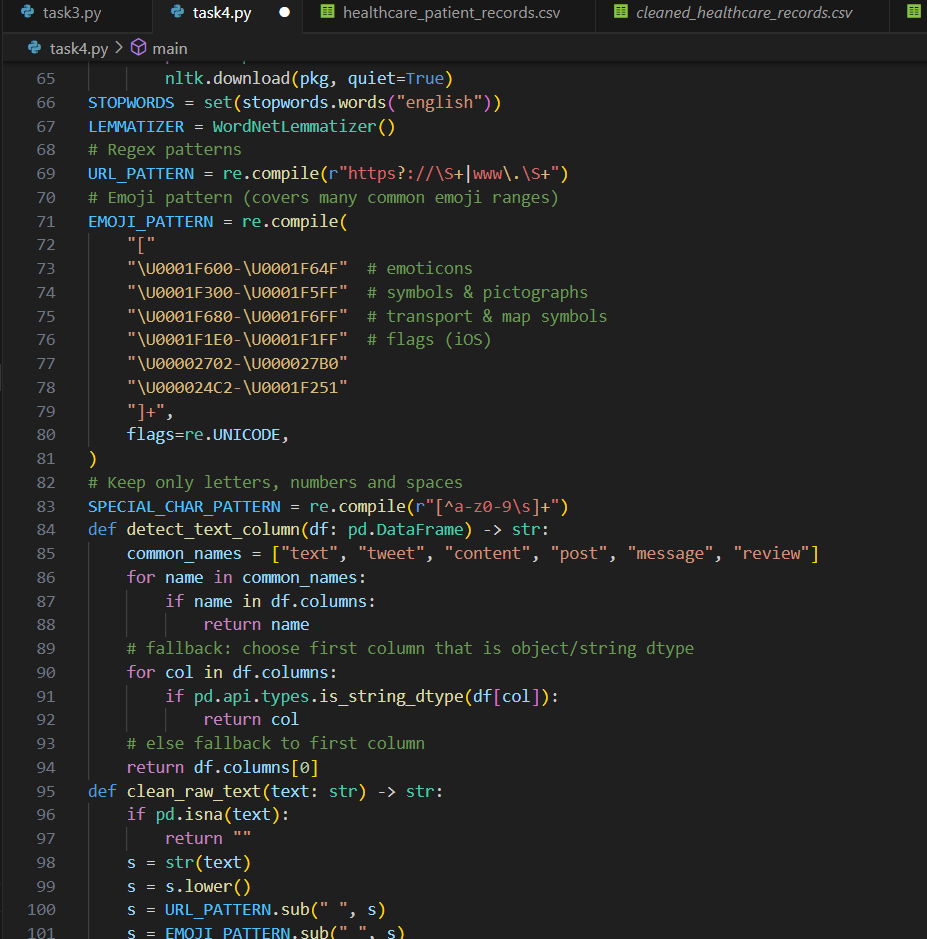 task3.py task4.py healthcare_patient_records.csv cleaned_healthcare_records.csv
task4.py > main
65 nltk.download(pkg, quiet=True)
66 STOPWORDS = set(stopwords.words("english"))
67 LEMMATIZER = WordNetLemmatizer()
68 # Regex patterns
69 URL_PATTERN = re.compile(r"https?://\S+|www\.\S+")
70 # Emoji pattern (covers many common emoji ranges)
71 EMOJI_PATTERN = re.compile(
72 "["
73 "\U0001F600-\U0001F64F" # emoticons
74 "\U0001F300-\U0001F5FF" # symbols & pictographs
75 "\U0001F680-\U0001F6FF" # transport & map symbols
76 "\U0001F1E0-\U0001F1FF" # flags (iOS)
77 "\U00002702-\U000027B0"
78 "\U000024C2-\U0001F251"
79 "]+",
80 flags=re.UNICODE,
81 )
82 # Keep only letters, numbers and spaces
83 SPECIAL_CHAR_PATTERN = re.compile(r"[^a-z0-9\s]+")
84 def detect_text_column(df: pd.DataFrame) -> str:
85 common_names = ["text", "tweet", "content", "post", "message", "review"]
86 for name in common_names:
87 if name in df.columns:
88 return name
89 # fallback: choose first column that is object/string dtype
90 for col in df.columns:
91 if pd.api.types.is_string_dtype(df[col]):
92 return col
93 # else fallback to first column
94 return df.columns[0]
95 def clean_raw_text(text: str) -> str:
96 if pd.isna(text):
97 return ""
98 s = str(text)
99 s = s.lower()
100 s = URL_PATTERN.sub(" ", s)
101 s = EMOJI_PATTERN.sub(" ", s)